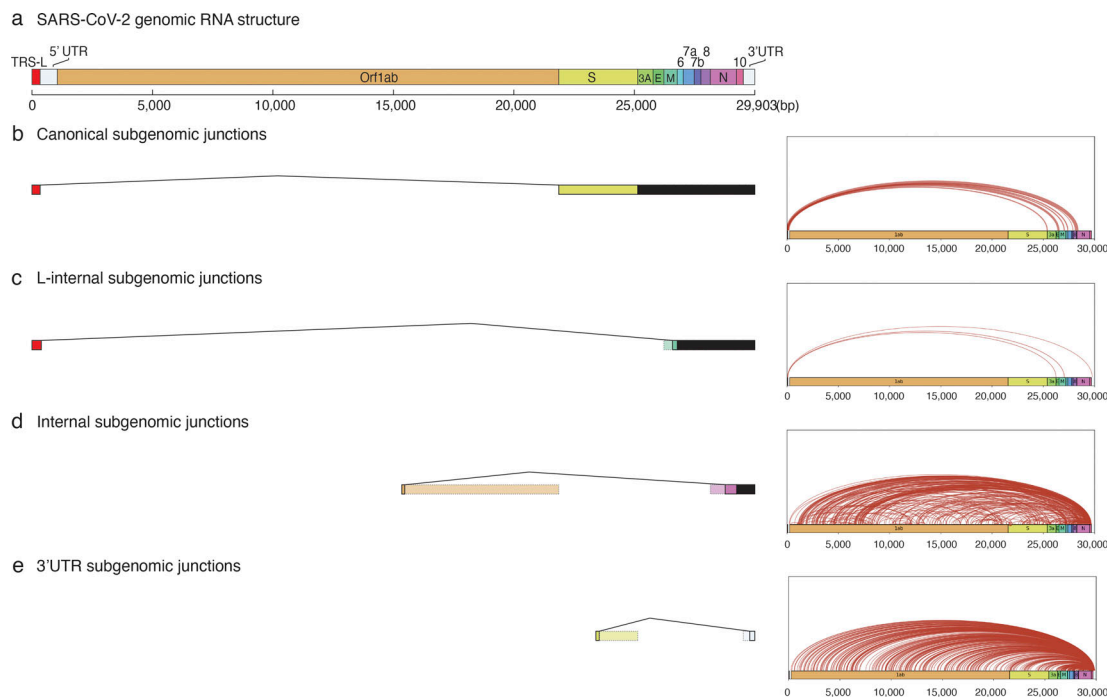 a SARS-CoV-2 genomic RNA structure
TRS-L 5' UTR 7a 8 3'UTR
6 7b 10
Orf1ab S 3A E M N
0 5,000 10,000 15,000 20,000 25,000 29,903(bp)
b Canonical subgenomic junctions
1ab S 3a E M N
0 5,000 10,000 15,000 20,000 25,000 30,000
c L-internal subgenomic junctions
1ab S 3a E M N
0 5,000 10,000 15,000 20,000 25,000 30,000
d Internal subgenomic junctions
1ab S 3a E M N
0 5,000 10,000 15,000 20,000 25,000 30,000
e 3'UTR subgenomic junctions
1ab S 3a E M N
0 5,000 10,000 15,000 20,000 25,000 30,000